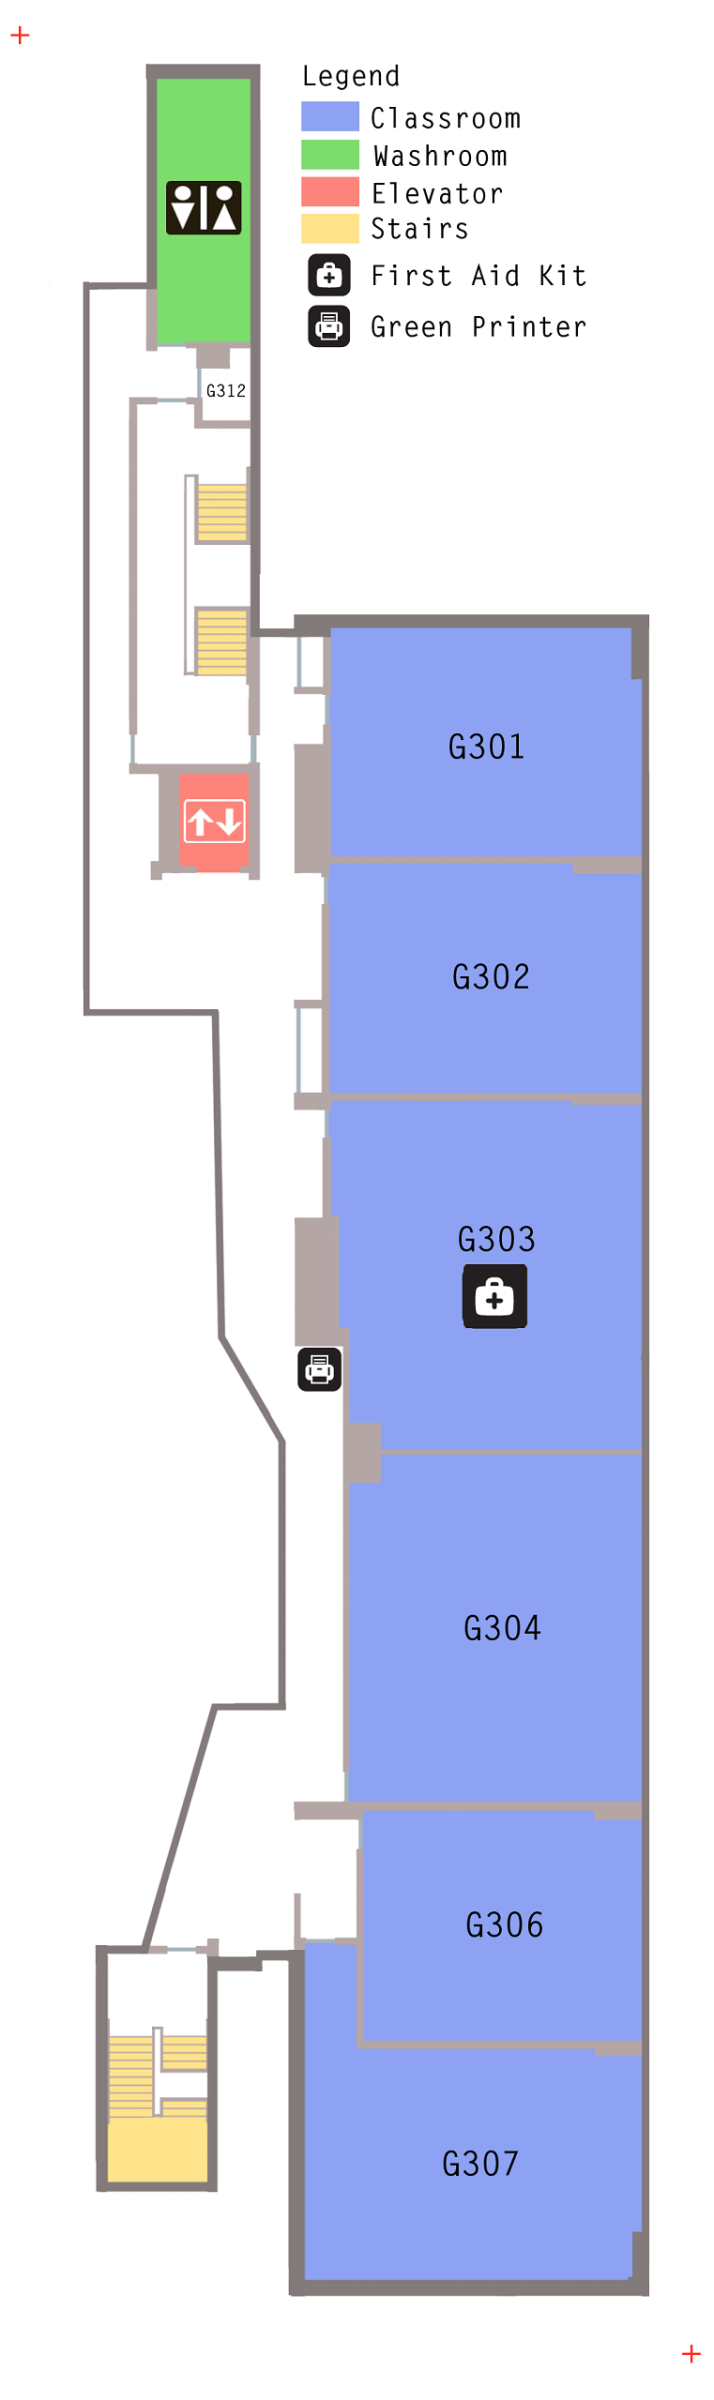 Legend
Classroom
Washroom
Elevator
Stairs
First Aid Kit
Green Printer
G312
G301
G302
G303
G304
G306
G307